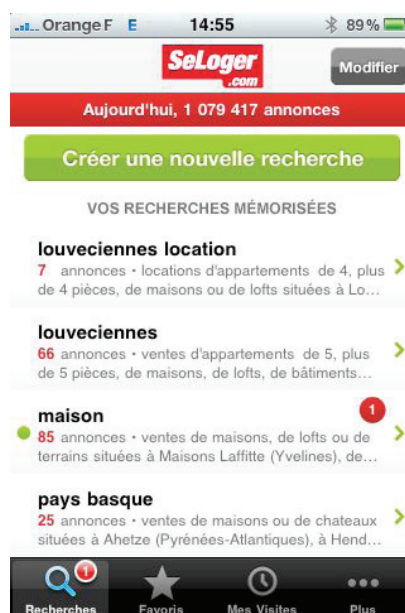 Orange F E 14:55 89 %
SeLoger
.com
Modifier
Aujourd'hui, 1 079 417 annonces
Créer une nouvelle recherche
VOS RECHERCHES MÉMORISÉES
louveciennes location
7 annonces • locations d'appartements de 4, plus
de 4 pièces, de maisons ou de lofts situées à Lo...
louveciennes
66 annonces • ventes d'appartements de 5, plus
de 5 pièces, de maisons, de lofts, de bâtiments...
maison
1
85 annonces • ventes de maisons, de lofts ou de
terrains situées à Maisons Laffitte (Yvelines), de...
pays basque
25 annonces • ventes de maisons ou de chateaux
situées à Ahetze (Pyrénées-Atlantiques), à Hend...
1
Recherches Favoris Mes Visites Plus